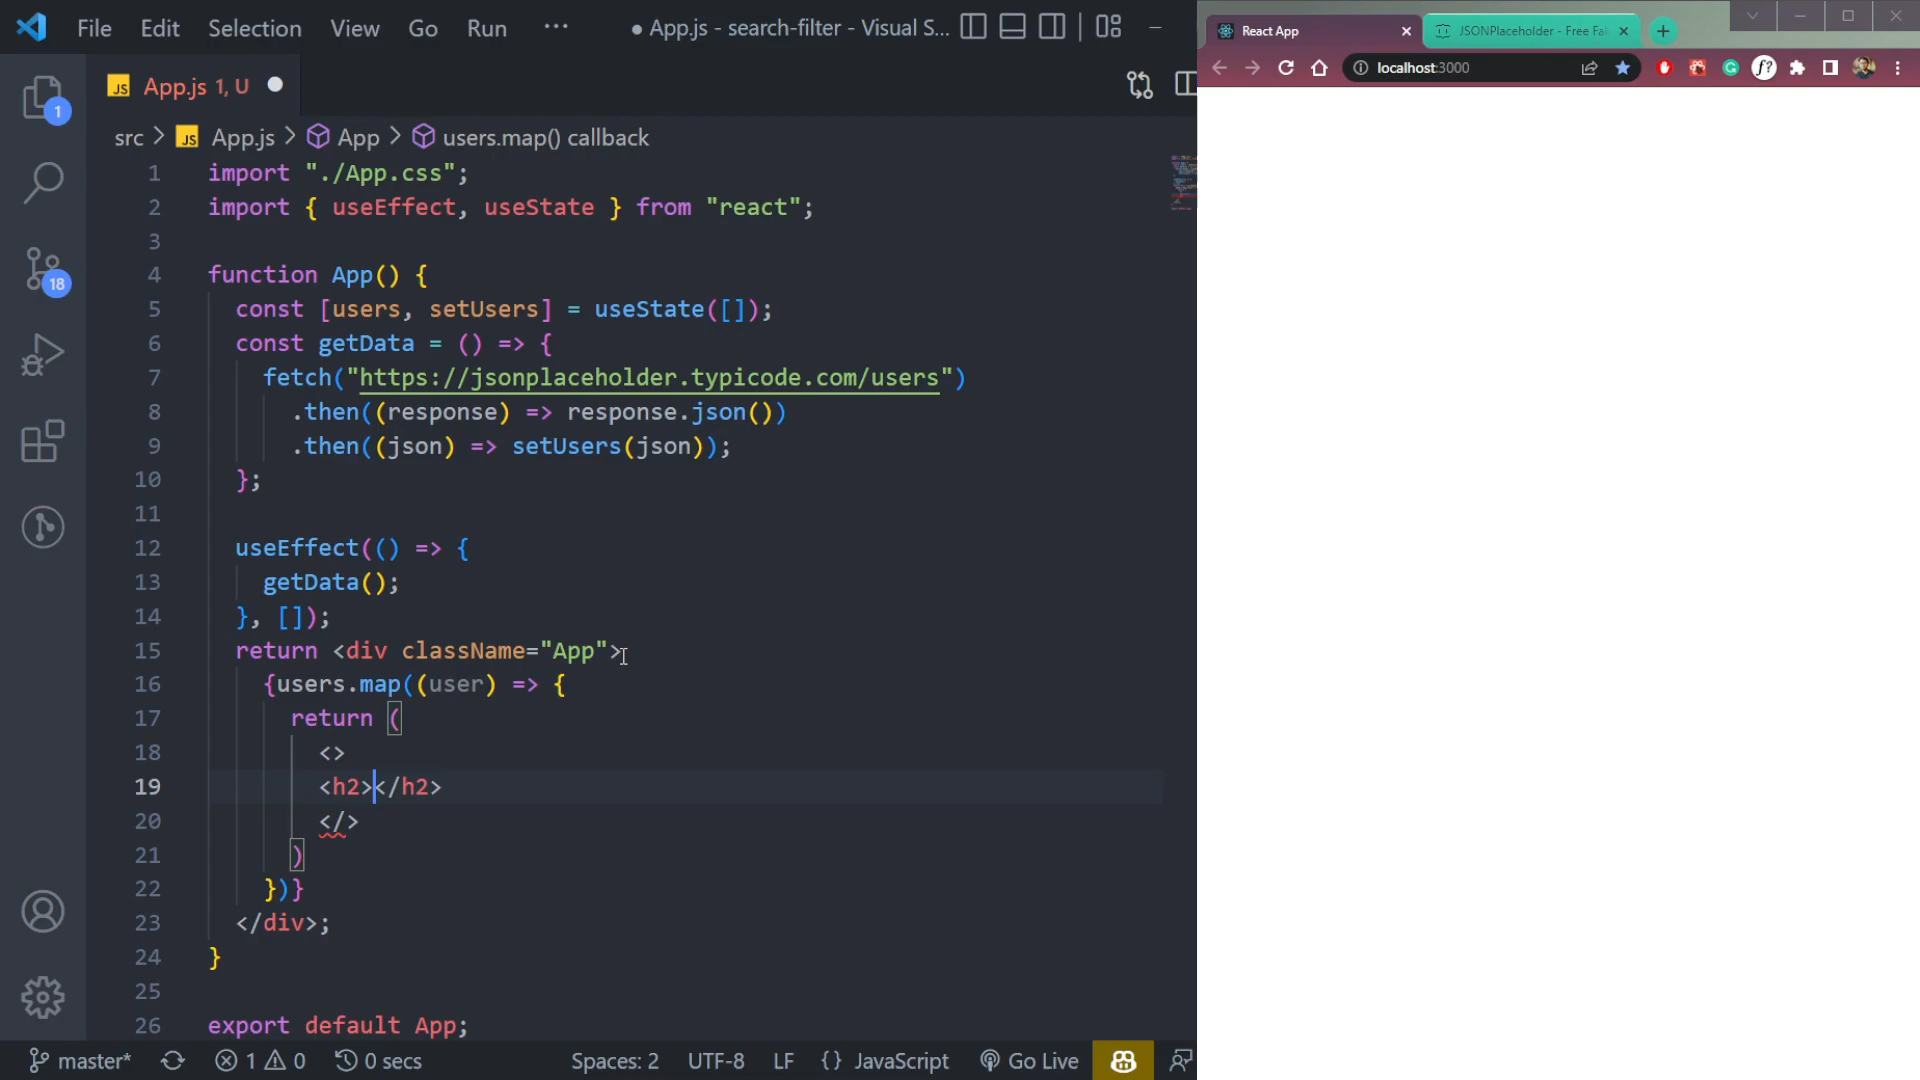 File Edit Selection View Go Run ··· ● App.js - search-filter - Visual S...
React App
JSONPlaceholder - Free Fa
localhost:3000
JS App.js 1, U
src > JS App.js > App > users.map() callback
1
18
1 import "./App.css";
2 import { useEffect, useState } from "react";
3
4 function App() {
5 const [users, setUsers] = useState([]);
6 const getData = () => {
7 fetch("https://jsonplaceholder.typicode.com/users")
8 .then((response) => response.json())
9 .then((json) => setUsers(json));
10 };
11
12 useEffect(() => {
13 getData();
14 }, []);
15 return <div className="App">
16 {users.map((user) => {
17 return (
18 <>
19 <h2></h2>
20 </>
21 )
22 })}
23 </div>;
24 }
25
26 export default App;
master* 1 0 0 secs Spaces: 2 UTF-8 LF {} JavaScript Go Live